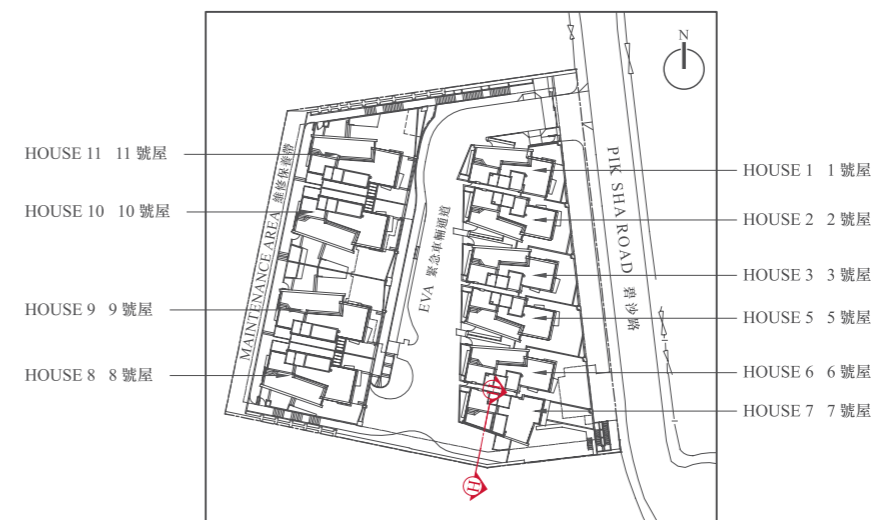 N
HOUSE 11 11 號屋
HOUSE 10 10 號屋
HOUSE 9 9 號屋
HOUSE 8 8 號屋
MAINTENANCE AREA 維修保養帶
EVA 緊急車輛通道
PIK SHA ROAD 碧沙路
HOUSE 1 1 號屋
HOUSE 2 2 號屋
HOUSE 3 3 號屋
HOUSE 5 5 號屋
HOUSE 6 6 號屋
HOUSE 7 7 號屋
H
H